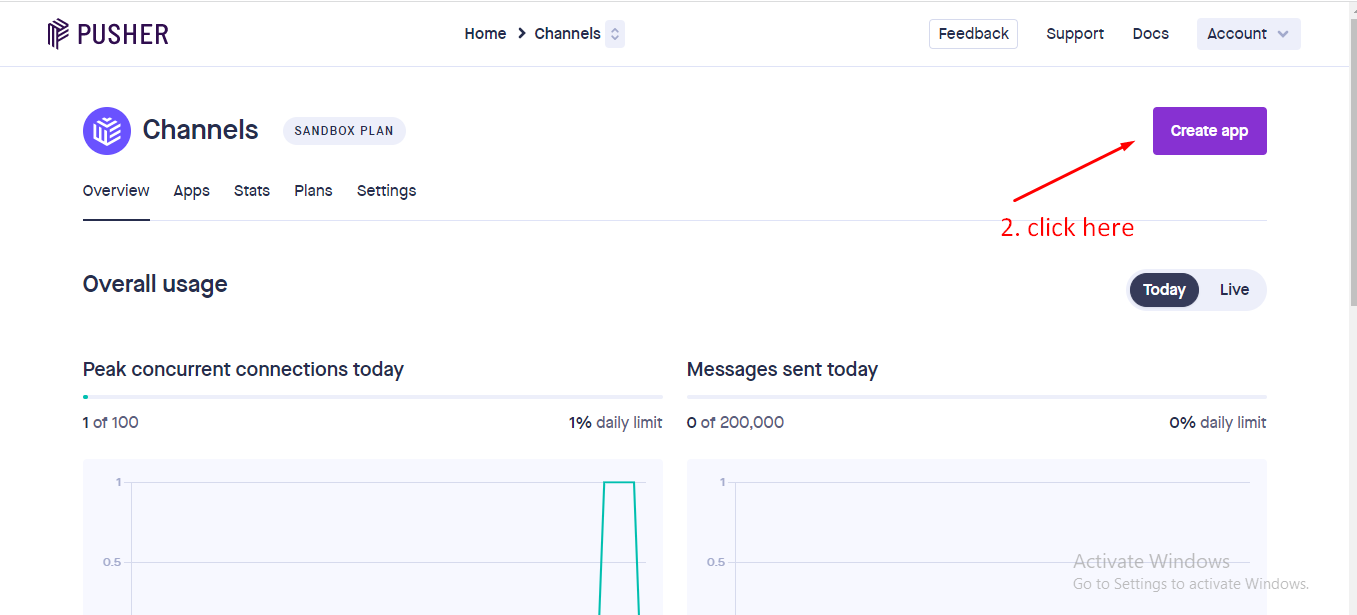 PUSHER
Home Channels
Feedback Support Docs Account
Channels SANDBOX PLAN
Create app
Overview Apps Stats Plans Settings
2. click here
Overall usage
Today Live
Peak concurrent connections today
1 of 100 1% daily limit
1
0.5
Messages sent today
0 of 200,000 0% daily limit
1
0.5
Activate Windows
Go to Settings to activate Windows.